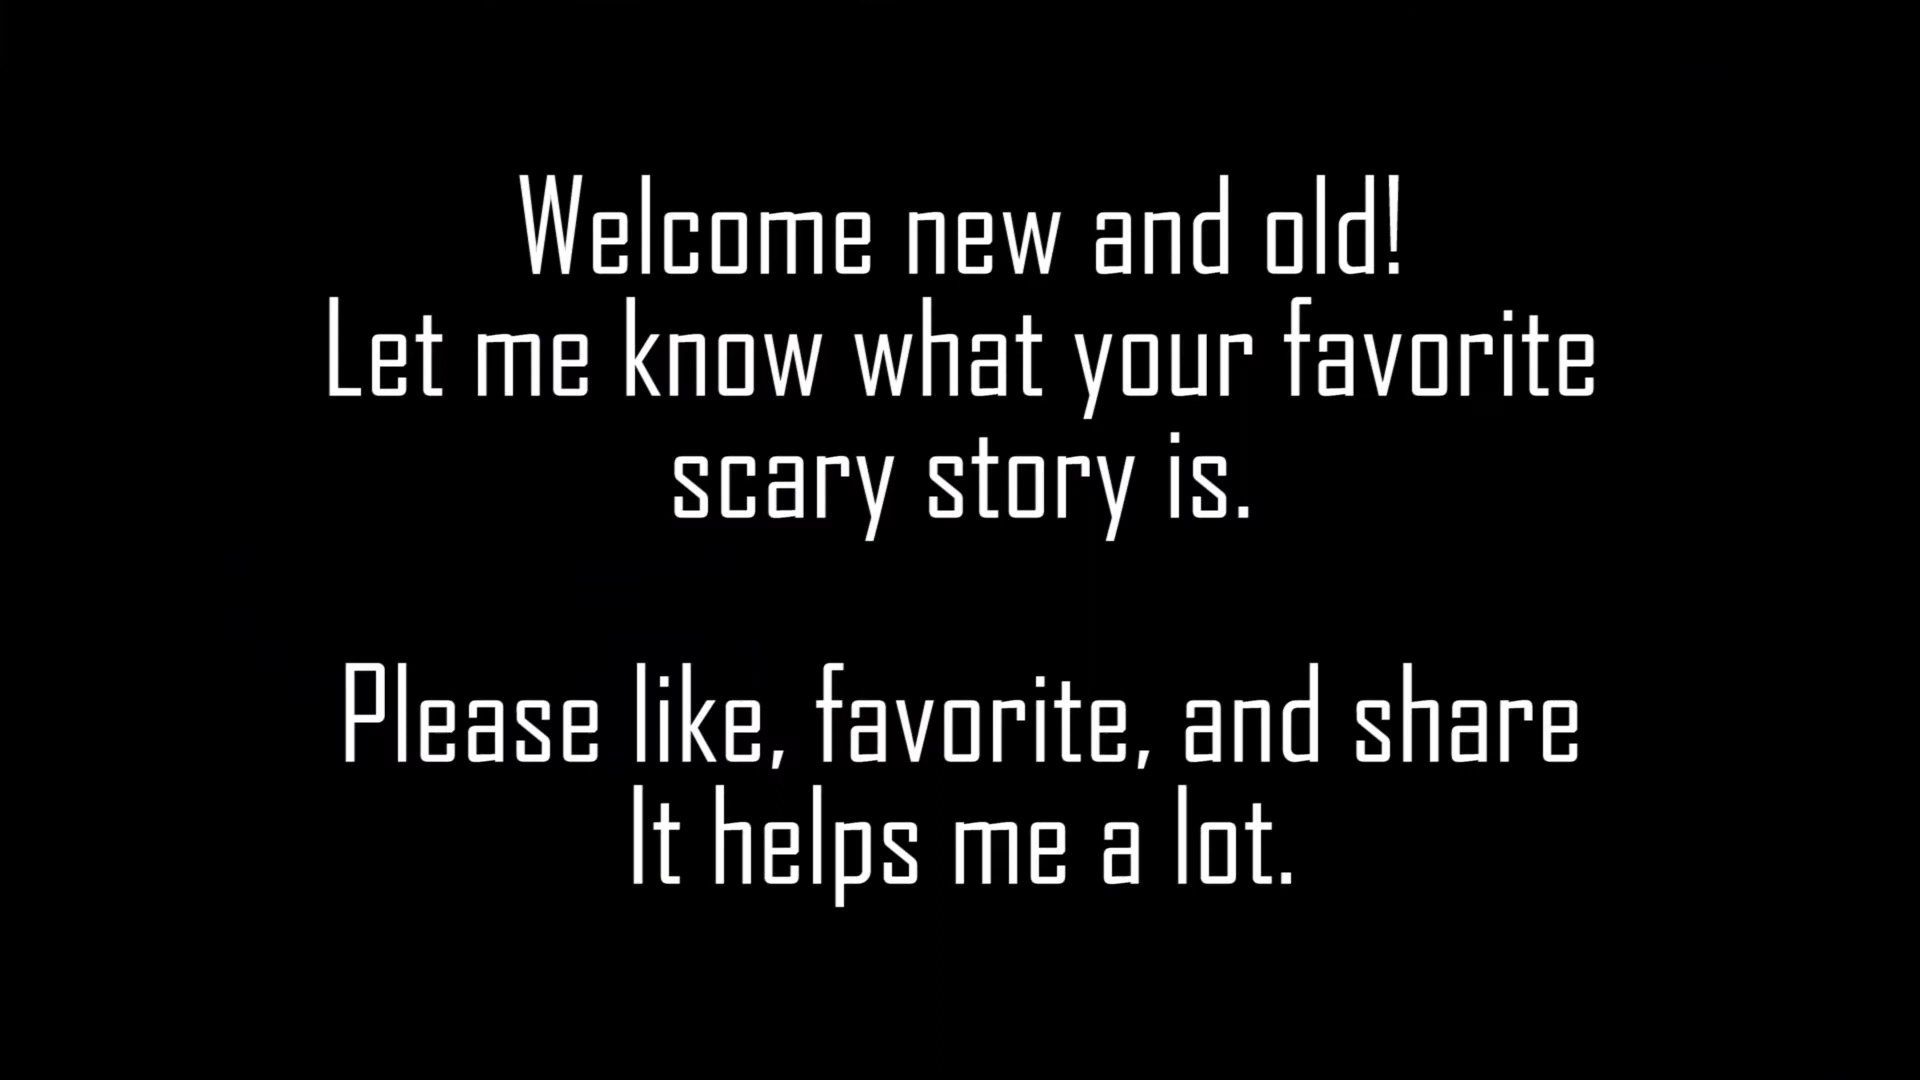 Welcome new and old!
Let me know what your favorite
scary story is.
Please like, favorite, and share
It helps me a lot.